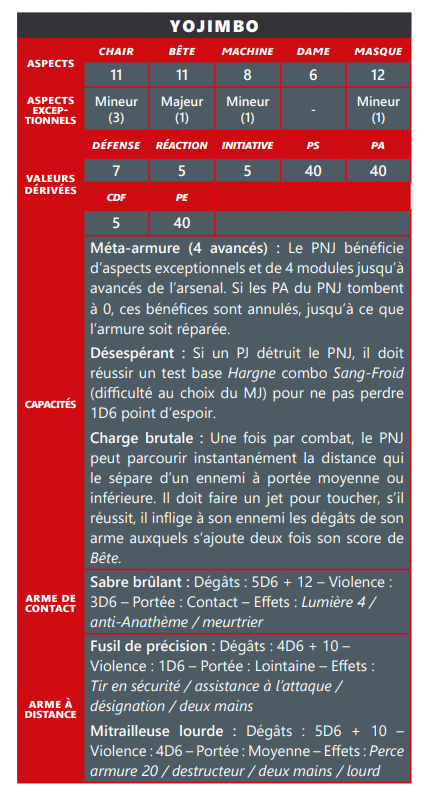 YOJIMBO
ASPECTS
CHAIR BÊTE MACHINE DAME MASQUE
11 11 8 6 12
ASPECTS
EXCEP-
TIONNELS
Mineur Majeur Mineur - Mineur
(3) (1) (1) (1)
VALEURS
DÉRIVÉES
DÉFENSE RÉACTION INITIATIVE PS PA
7 5 5 40 40
CDF PE
5 40
CAPACITÉS
Méta-armure (4 avancés) : Le PNJ bénéficie
d'aspects exceptionnels et de 4 modules jusqu'à
avancés de l'arsenal. Si les PA du PNJ tombent
à 0, ces bénéfices sont annulés, jusqu'à ce que
l'armure soit réparée.
Désespérant : Si un PJ détruit le PNJ, il doit
réussir un test base Hargne combo Sang-Froid
(difficulté au choix du MJ) pour ne pas perdre
1D6 point d'espoir.
Charge brutale : Une fois par combat, le PNJ
peut parcourir instantanément la distance qui
le sépare d'un ennemi à portée moyenne ou
inférieure. Il doit faire un jet pour toucher, s'il
réussit, il inflige à son ennemi les dégâts de son
arme auxquels s'ajoute deux fois son score de
Bête.
ARME DE
CONTACT
Sabre brûlant : Dégâts : 5D6 + 12 – Violence :
3D6 – Portée : Contact – Effets : Lumière 4 /
anti-Anathème / meurtrier
ARME À
DISTANCE
Fusil de précision : Dégâts : 4D6 + 10 –
Violence : 1D6 – Portée : Lointaine – Effets :
Tir en sécurité / assistance à l'attaque /
désignation / deux mains
Mitrailleuse lourde : Dégâts : 5D6 + 10 –
Violence : 4D6 – Portée : Moyenne – Effets : Perce
armure 20 / destructeur / deux mains / lourd